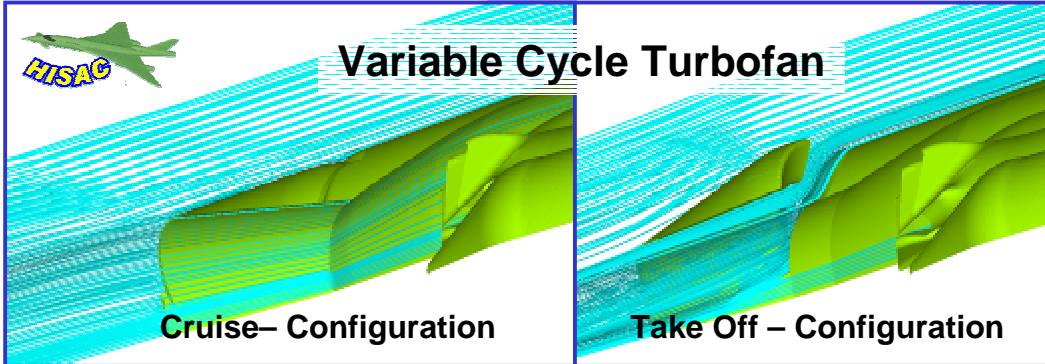 HISAC
Variable Cycle Turbofan
Cruise– Configuration
Take Off – Configuration